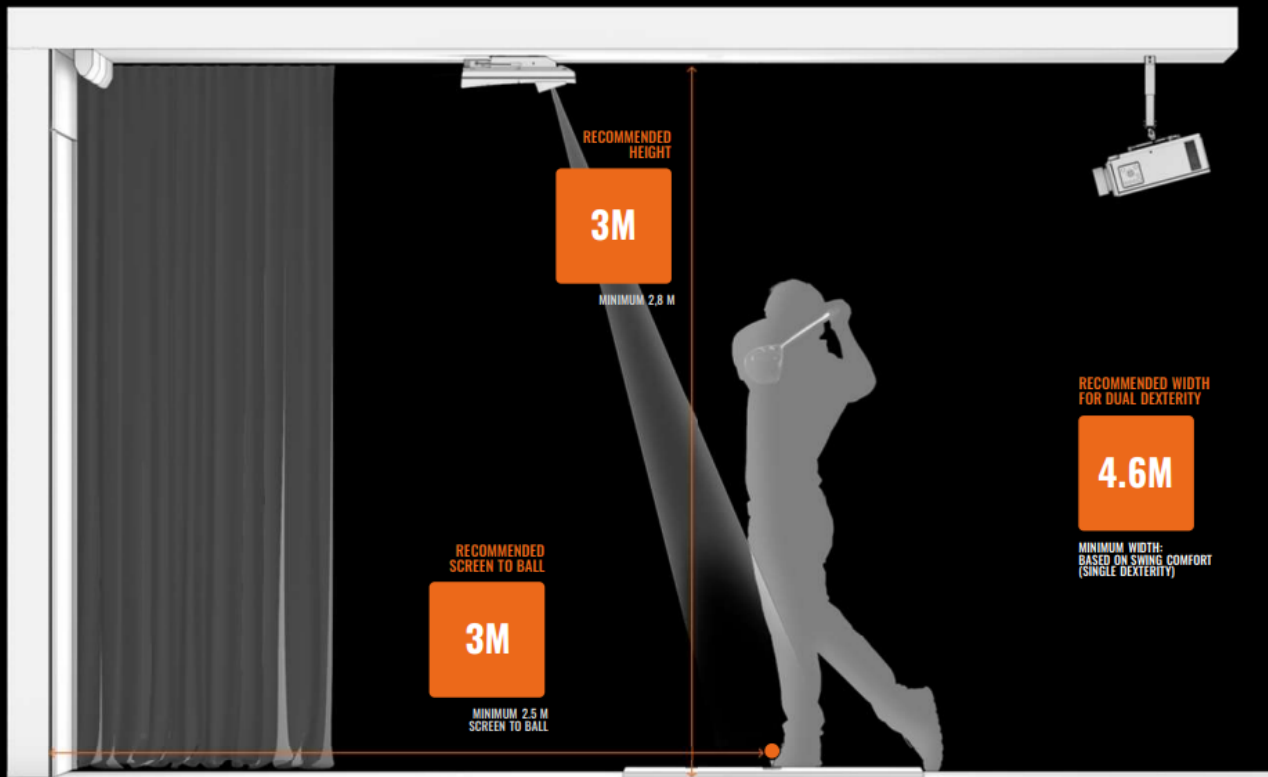 RECOMMENDED
HEIGHT
3M
MINIMUM 2,8 M
RECOMMENDED WIDTH
FOR DUAL DEXTERITY
4.6M
MINIMUM WIDTH:
BASED ON SWING COMFORT
(SINGLE DEXTERITY)
RECOMMENDED
SCREEN TO BALL
3M
MINIMUM 2.5 M
SCREEN TO BALL